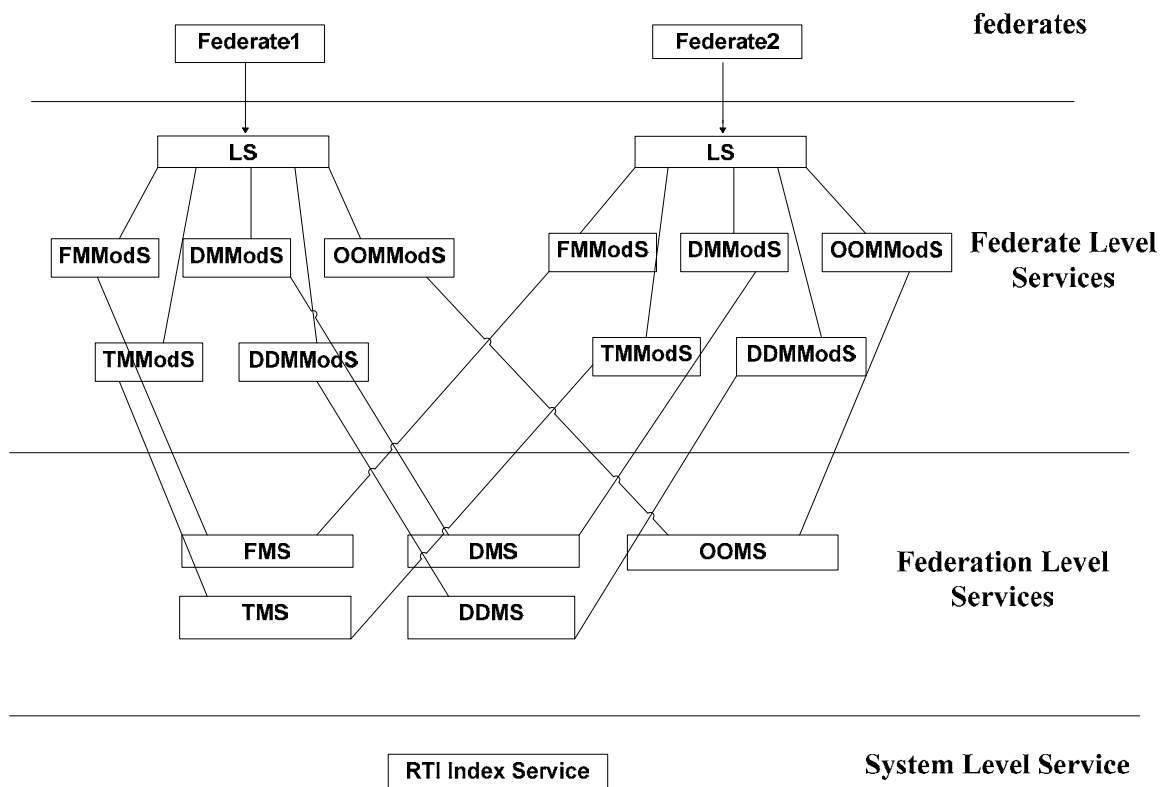 federates
Federate1
Federate2
LS
LS
FMModS
DMModS
OOMModS
FMModS
DMModS
OOMModS
Federate Level
Services
TMModS
DDMModS
TMModS
DDMModS
FMS
DMS
OOMS
Federation Level
Services
TMS
DDMS
RTI Index Service
System Level Service